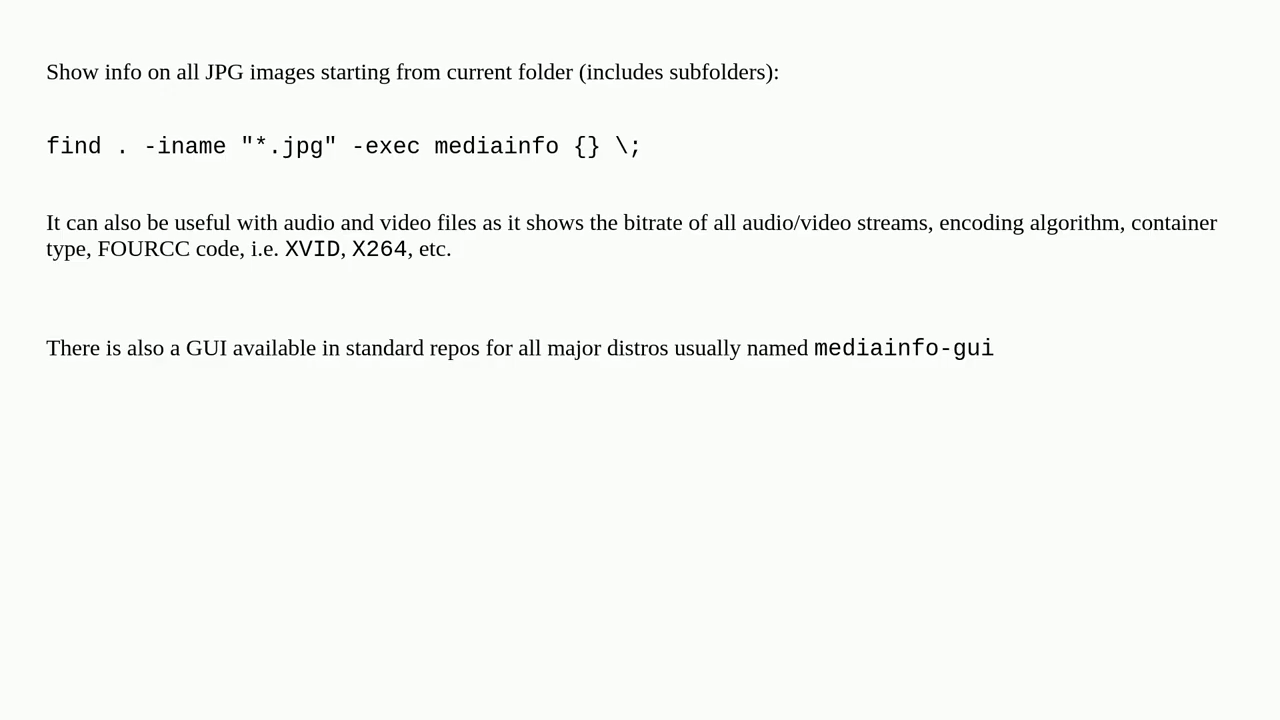 Show info on all JPG images starting from current folder (includes subfolders):
find . -iname "*.jpg" -exec mediainfo {} \;
It can also be useful with audio and video files as it shows the bitrate of all audio/video streams, encoding algorithm, container
type, FOURCC code, i.e. XVID, X264, etc.
There is also a GUI available in standard repos for all major distros usually named mediainfo-gui